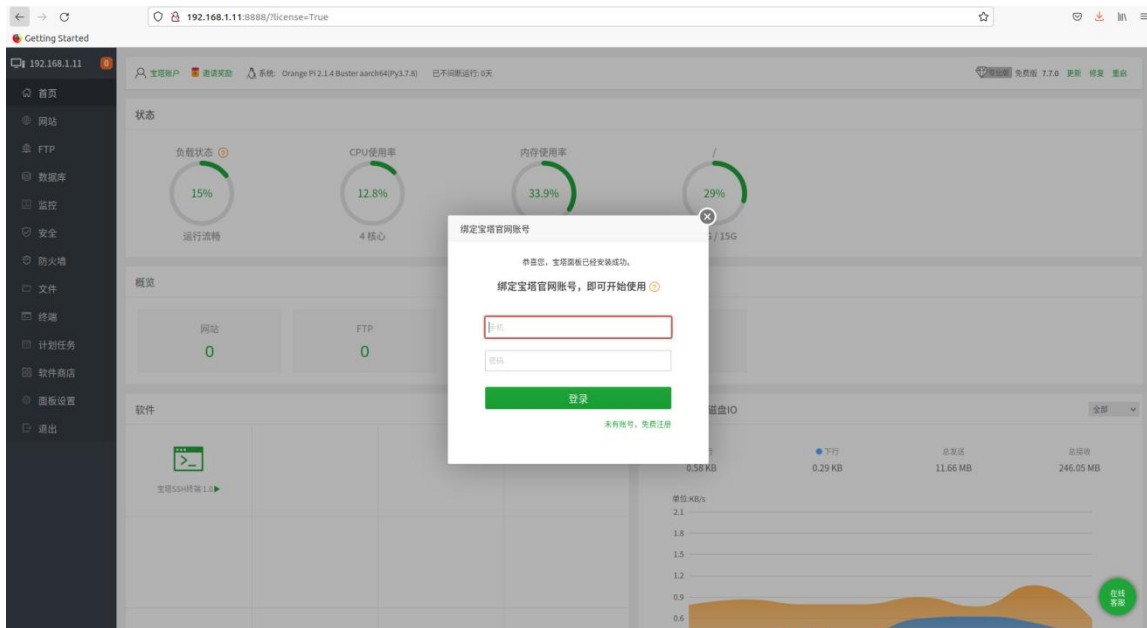 192.168.1.11:8888/?license=True
Getting Started
192.168.1.11 0
宝塔账户 邀请奖励 系统: Orange Pi 2.1.4 Buster aarch64(Py3.7.8) 已不间断运行: 0天
免费版 7.7.0 更新 修复 重启
首页
网站
FTP
数据库
监控
安全
防火墙
文件
终端
计划任务
软件商店
面板设置
退出
状态
负载状态 ?
CPU使用率
内存使用率
/
15%
12.8%
33.9%
29%
运行流畅
4 核心
/ 15G
绑定宝塔官网账号
恭喜您，宝塔面板已经安装成功。
绑定宝塔官网账号，即可开始使用 ?
手机
密码
登录
未有账号，免费注册
概览
网站
FTP
0
0
软件
宝塔SSH终端 1.0
磁盘IO
全部
下行
总发送
总接收
0.58 KB
0.29 KB
11.66 MB
246.05 MB
单位:KB/s
2.1
1.8
1.5
1.2
0.9
0.6
在线
客服